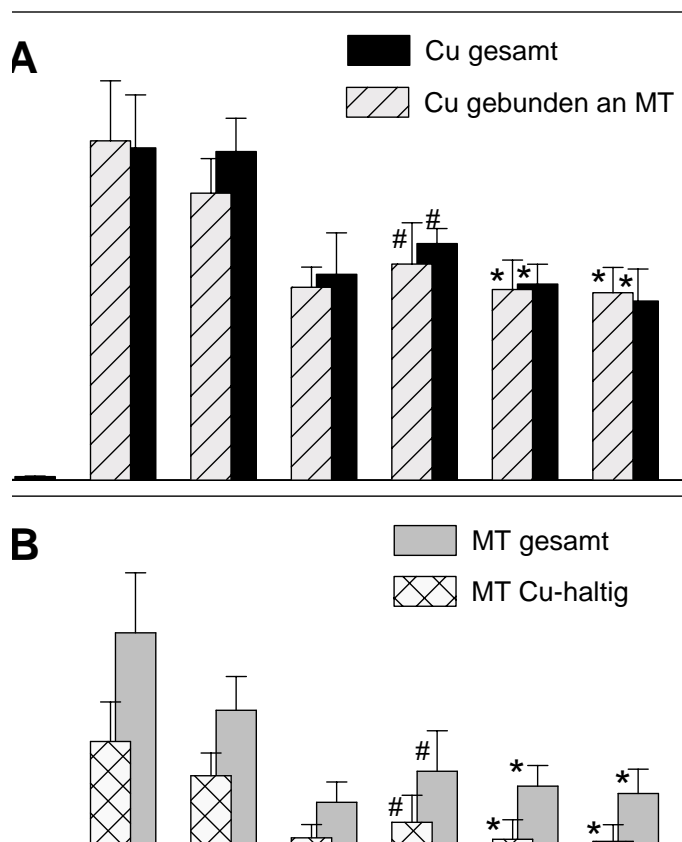 A
Cu gesamt
Cu gebunden an MT
# #
* * * *
B
MT gesamt
MT Cu-haltig
# * *
# * *